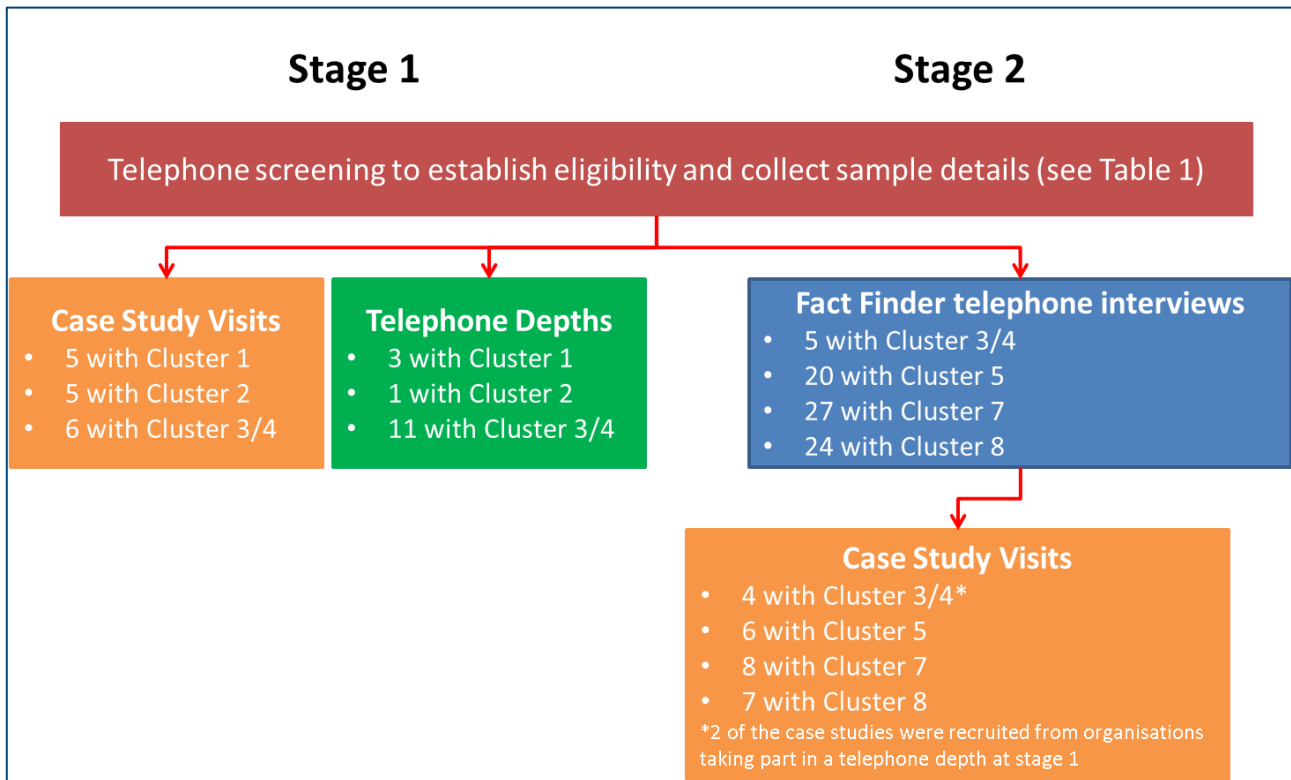 Stage 1
Stage 2
Telephone screening to establish eligibility and collect sample details (see Table 1)
Case Study Visits
• 5 with Cluster 1
• 5 with Cluster 2
• 6 with Cluster 3/4
Telephone Depths
• 3 with Cluster 1
• 1 with Cluster 2
• 11 with Cluster 3/4
Fact Finder telephone interviews
• 5 with Cluster 3/4
• 20 with Cluster 5
• 27 with Cluster 7
• 24 with Cluster 8
Case Study Visits
• 4 with Cluster 3/4*
• 6 with Cluster 5
• 8 with Cluster 7
• 7 with Cluster 8
*2 of the case studies were recruited from organisations
taking part in a telephone depth at stage 1